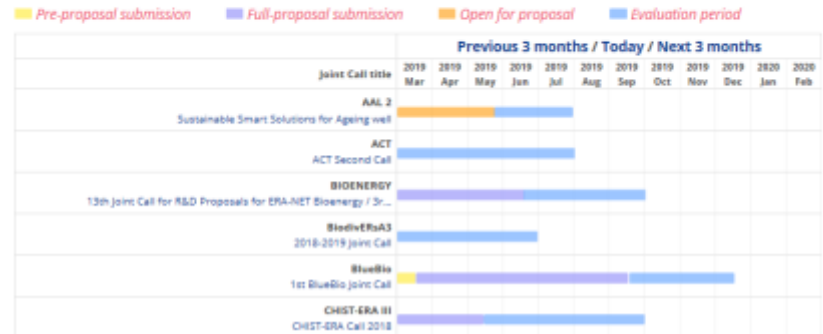 Pre-proposal submission Full-proposal submission Open for proposal Evaluation period
Previous 3 months / Today / Next 3 months
Joint Call title 2019 Mar 2019 Apr 2019 May 2019 Jun 2019 Jul 2019 Aug 2019 Sep 2019 Oct 2019 Nov 2019 Dec 2020 Jan 2020 Feb
AAL 2
Sustainable Smart Solutions for Ageing well
ACT
ACT Second Call
BIOENERGY
13th Joint Call for R&D Proposals for ERA-NET Bioenergy / 3r...
BiodivERsA3
2018-2019 Joint Call
BlueBio
1st BlueBio Joint Call
CHIST-ERA III
CHIST-ERA Call 2018